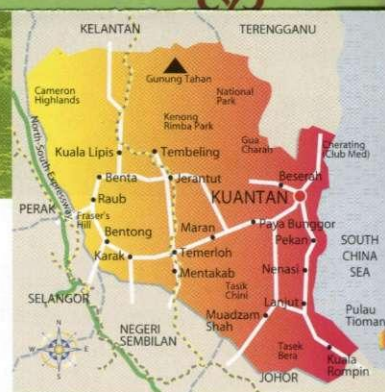 KELANTAN
TERENGGANU
Gunung Tahan
Cameron
Highlands
National
Park
Kenong
Rimba Park
Gua
Charah
Cherating
(Club Med)
North South Expressway
Kuala Lipis
Tembeling
Beserah
Benta
Jerantut
KUANTAN
PERAK
Raub
Fraser's
Hill
Maran
Paya Bunggor
Bentong
Pekan
SOUTH
CHINA
SEA
Karak
Temerloh
Mentakab
Nenasi
Tasik
Chini
SELANGOR
Lanjut
Pulau
Tioman
Muadzam
Shah
NEGERI
SEMBILAN
N
W
E
S
Tasek
Bera
Kuala
Rompin
JOHOR